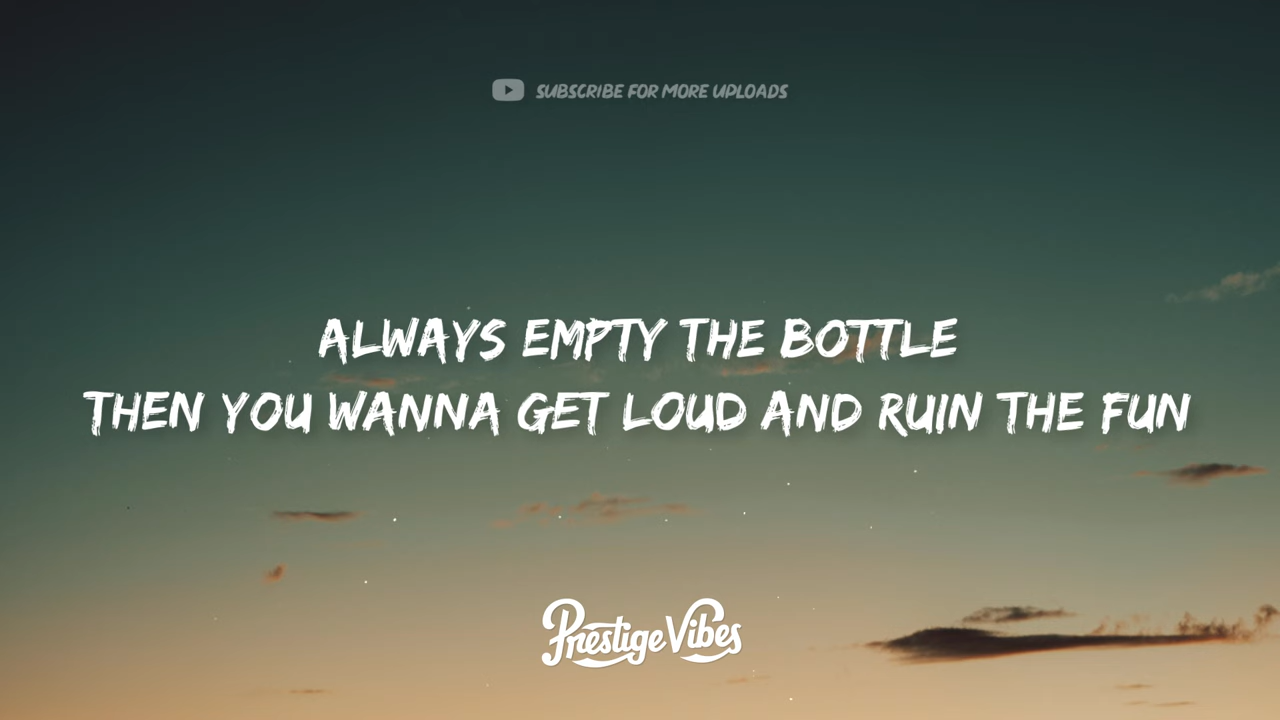 SUBSCRIBE FOR MORE UPLOADS
ALWAYS EMPTY THE BOTTLE
THEN YOU WANNA GET LOUD AND RUIN THE FUN
Prestige Vibes